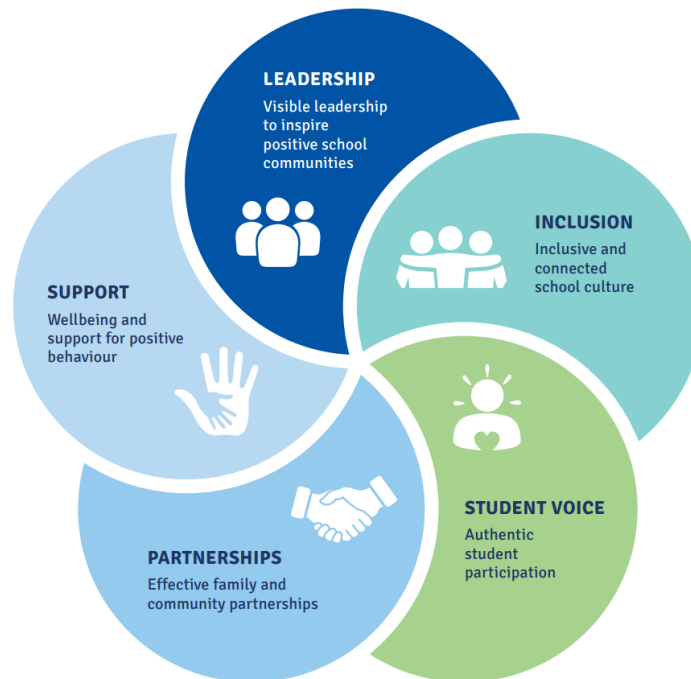 LEADERSHIP
Visible leadership
to inspire
positive school
communities
INCLUSION
Inclusive and
connected
school culture
STUDENT VOICE
Authentic
student
participation
PARTNERSHIPS
Effective family and
community partnerships
SUPPORT
Wellbeing and
support for positive
behaviour